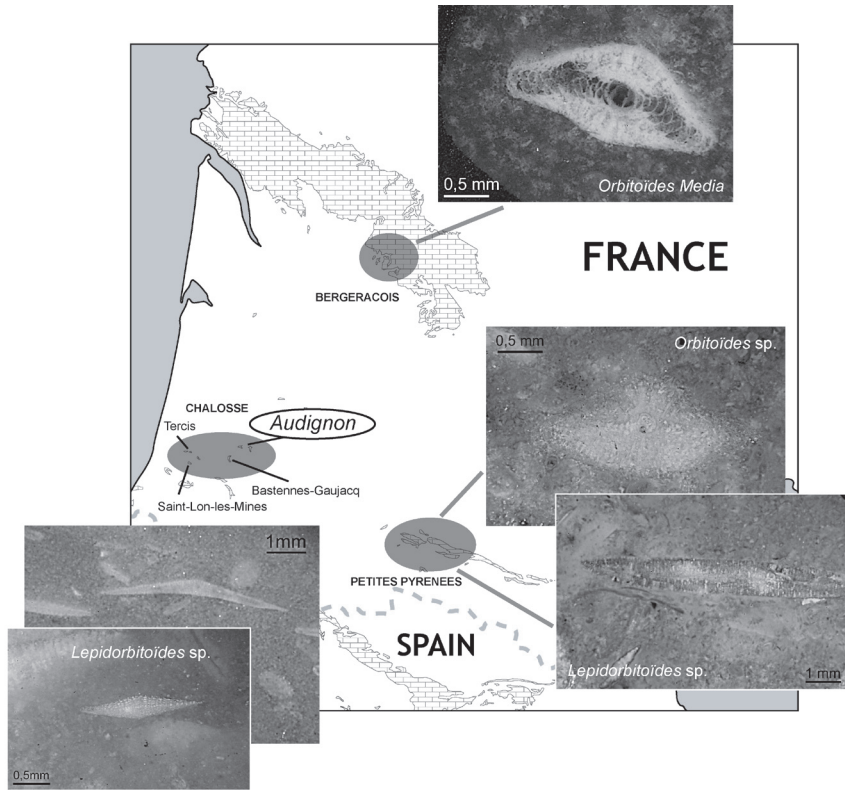 0,5 mm
Orbitoïdes Media
FRANCE
BERGERACOIS
0,5 mm
Orbitoïdes sp.
CHALOSSE
Tercis
Audignon
Bastennes-Gaujacq
Saint-Lon-les-Mines
1mm
PETITES PYRENEES
SPAIN
Lepidorbitoïdes sp.
0,5mm
Lepidorbitoïdes sp.
1 mm